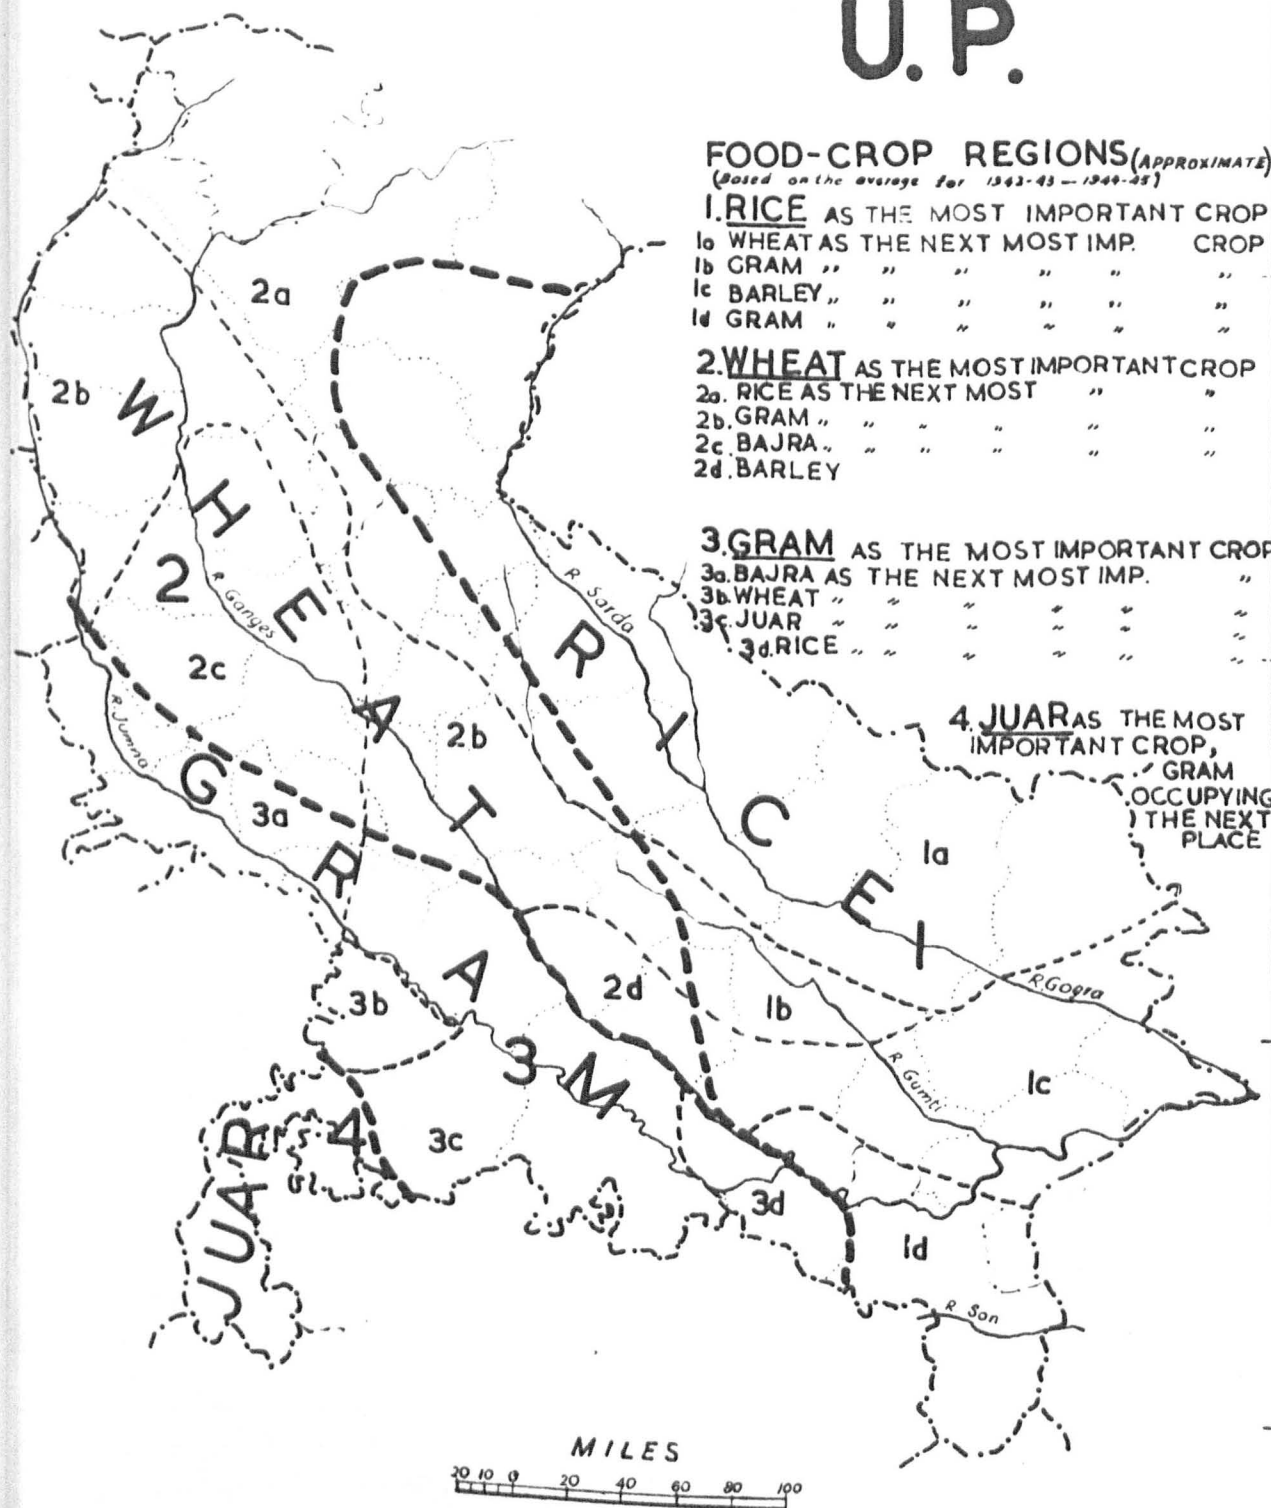 U.P.
FOOD-CROP REGIONS (APPROXIMATE)
(Based on the average for 1943-43 — 1944-45)
1. RICE AS THE MOST IMPORTANT CROP
1a WHEAT AS THE NEXT MOST IMP. CROP
1b GRAM „ „ „ „ „ „
1c BARLEY „ „ „ „ „ „
1d GRAM „ „ „ „ „ „
2. WHEAT AS THE MOST IMPORTANT CROP
2a. RICE AS THE NEXT MOST „ „
2b. GRAM „ „ „ „ „ „
2c. BAJRA „ „ „ „ „ „
2d. BARLEY
3. GRAM AS THE MOST IMPORTANT CROP
3a. BAJRA AS THE NEXT MOST IMP. „
3b. WHEAT „ „ „ „ „ „
3c. JUAR „ „ „ „ „ „
3d. RICE „ „ „ „ „ „
4. JUAR AS THE MOST
IMPORTANT CROP,
GRAM
OCCUPYING
THE NEXT
PLACE
2a
2b
WHEAT
2
R. Ganges
R. Sarda
RICE 1
2c
R. Jumna
2b
GRAM 3
3a
1a
R. Gogra
2d
1b
3b
R. Gumti
1c
JUAR 4
3c
3d
1d
R Son
MILES
20 10 0 20 40 60 80 100